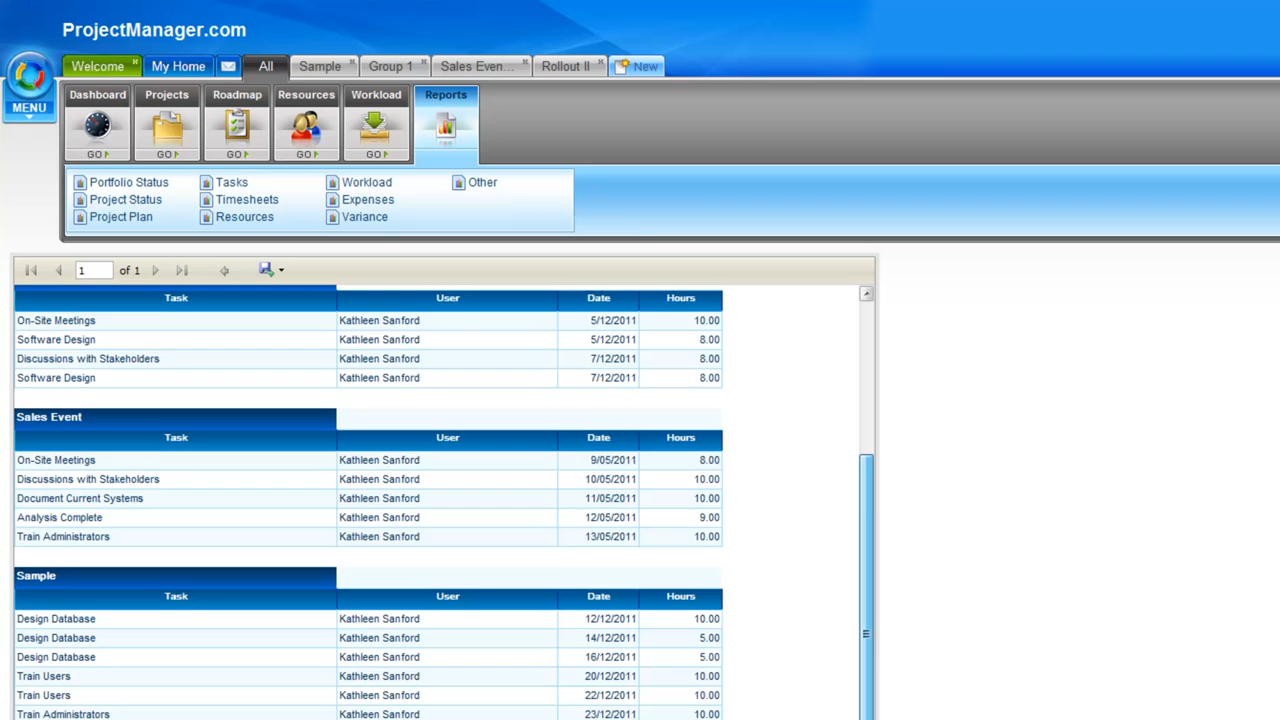 ProjectManager.com
Welcome My Home All Sample Group 1 Sales Even... Rollout II New
MENU
Dashboard Projects Roadmap Resources Workload Reports
GO GO GO GO GO
Portfolio Status Tasks Workload Other
Project Status Timesheets Expenses
Project Plan Resources Variance
1 of 1
Task User Date Hours
On-Site Meetings Kathleen Sanford 5/12/2011 10.00
Software Design Kathleen Sanford 5/12/2011 8.00
Discussions with Stakeholders Kathleen Sanford 7/12/2011 8.00
Software Design Kathleen Sanford 7/12/2011 8.00
Sales Event
Task User Date Hours
On-Site Meetings Kathleen Sanford 9/05/2011 8.00
Discussions with Stakeholders Kathleen Sanford 10/05/2011 10.00
Document Current Systems Kathleen Sanford 11/05/2011 10.00
Analysis Complete Kathleen Sanford 12/05/2011 9.00
Train Administrators Kathleen Sanford 13/05/2011 10.00
Sample
Task User Date Hours
Design Database Kathleen Sanford 12/12/2011 10.00
Design Database Kathleen Sanford 14/12/2011 5.00
Design Database Kathleen Sanford 16/12/2011 5.00
Train Users Kathleen Sanford 20/12/2011 10.00
Train Users Kathleen Sanford 22/12/2011 10.00
Train Administrators Kathleen Sanford 23/12/2011 10.00